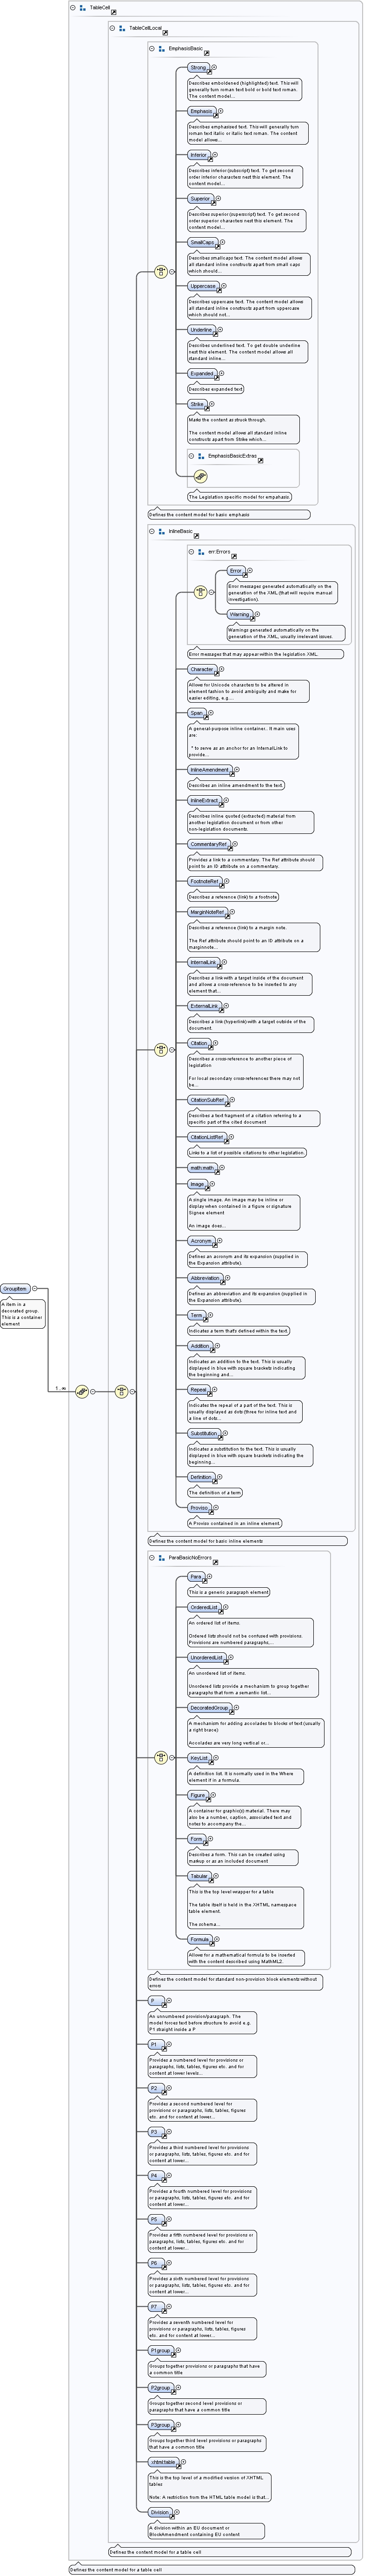 TableCell
TableCellLocal
EmphasisBasic
Strong
Describes emboldened (highlighted) text. This will
generally turn roman text bold or bold text roman.
The content model...
Emphasis
Describes emphasised text. This will generally turn
roman text italic or italic text roman. The content
model allows...
Inferior
Describes inferior (subscript) text. To get second
order inferior characters nest this element. The
content model...
Superior
Describes superior (superscript) text. To get second
order superior characters nest this element. The
content model...
SmallCaps
Describes smallcaps text. The content model allows
all standard inline constructs apart from small caps
which should...
Uppercase
Describes uppercase text. The content model allows
all standard inline constructs apart from uppercase
which should not...
Underline
Describes underlined text. To get double underline
nest this element. The content model allows all
standard inline...
Expanded
Describes expanded text
Strike
Make the content as struck through.
The content model allows all standard inline
constructs apart from Strike which...
EmphasisBasicExtras
The Legislation specific model for empahasis
Defines the content model for basic emphasis
InlineBasic
err:Errors
Error
Error messages generated automatically on the
generation of the XML (that will require manual
investigation).
Warning
Warnings generated automatically on the
generation of the XML, usually irrelevant issues.
Error messages that may appear within the legislation XML.
Character
Allows for Unicode characters to be altered in
element fashion to avoid ambiguity and make for
easier editing, e.g....
Span
A general-purpose inline container.. It main uses
are:
* to serve as an anchor for an InternalLink to
provide...
InlineAmendment
Describes an inline amendment to the text.
InlineExtract
Describes inline quoted (extracted) material from
another legislation document or from other
non-legislation documents.
CommentaryRef
Provides a link to a commentary. The Ref attribute should
point to an ID attribute on a commentary.
FootnoteRef
Describes a reference (link) to a footnote
MarginNoteRef
Describes a reference (link) to a margin note.
The Ref attribute should point to an ID attribute on a
marginnote...
InternalLink
Describes a link with a target inside of the document
and allows a cross-reference to be inserted to any
element that...
ExternalLink
Describes a link (hyperlink) with a target outside of the
document.
Citation
Describes a cross-reference to another piece of
legislation
For local secondary cross-references there may not
be...
CitationSubRef
Describes a text fragment of a citation referring to a
specific part of the cited document
CitationListRef
Links to a list of possible citations to other legislation
math:math
Image
A single image. An image may be inline or
display when contained in a figure or signature
Signee element
An image does...
Acronym
Defines an acronym and its expansion (supplied in
the Expansion attribute).
Abbreviation
Defines an abbreviation and its expansion (supplied in
the Expansion attribute).
Term
Indicates a term that's defined within the text.
Addition
Indicates an addition to the text. This is usually
displayed in blue with square brackets indicating
the beginning and...
Repeal
Indicates the repeal of a part of the text. This is
usually displayed as dots (three for inline text and
a line of dots...
Substitution
Indicates a substitution to the text. This is usually
displayed in blue with square brackets indicating the
beginning...
Definition
The definition of a term
Proviso
A Proviso contained in an inline element.
Defines the content model for basic inline elements
GroupItem
A item in a
decorated group.
This is a container
element
1..∞
ParaBasicNoErrors
Para
This is a generic paragraph element
OrderedList
An ordered list of items.
Ordered lists should not be confused with provisions.
Provisions are numbered paragraphs,...
UnorderedList
An unordered list of items.
Unordered lists provide a mechanism to group together
paragraphs that form a semantic list...
DecoratedGroup
A mechanism for adding accolades to blocks of text (usually
a right brace)
Accolades are very long vertical or...
KeyList
A definition list. It is normally used in the Where
element if in a formula.
Figure
A container for graphic(s) material. There may
also be a number, caption, associated text and
notes to accompany the...
Form
Describes a form. This can be created using
markup or as an included document
Tabular
This is the top level wrapper for a table
The table itself is held in the XHTML namespace
table element.
The schema...
Formula
Allows for a mathematical formula to be inserted
with the content described using MathML2.
Defines the content model for standard non-provision block elements without
errors
P
An unnumbered provision/paragraph. The
model forces text before structure to avoid e.g.
P1 straight inside a P
P1
Provides a numbered level for provisions or
paragraphs, lists, tables, figures etc. and for
content at lower levels...
P2
Provides a second numbered level for
provisions or paragraphs, lists, tables, figures
etc. and for content at lower...
P3
Provides a third numbered level for provisions
or paragraphs, lists, tables, figures etc. and for
content at lower...
P4
Provides a fourth numbered level for provisions
or paragraphs, lists, tables, figures etc. and for
content at lower...
P5
Provides a fifth numbered level for provisions or
paragraphs, lists, tables, figures etc. and for
content at lower...
P6
Provides a sixth numbered level for provisions or
paragraphs, lists, tables, figures etc. and for
content at lower...
P7
Provides a seventh numbered level for
provisions or paragraphs, lists, tables, figures
etc. and for content at lower...
P1group
Groups together provisions or paragraphs that have
a common title
P2group
Groups together second level provisions or
paragraphs that have a common title
P3group
Groups together third level provisions or paragraphs
that have a common title
xhtml:table
This is the top level of a modified version of XHTML
tables
Note: A restriction from the HTML table model is that...
Division
A division within an EU document or
BlockAmendment containing EU content
Defines the content model for a table cell
Defines the content model for a table cell